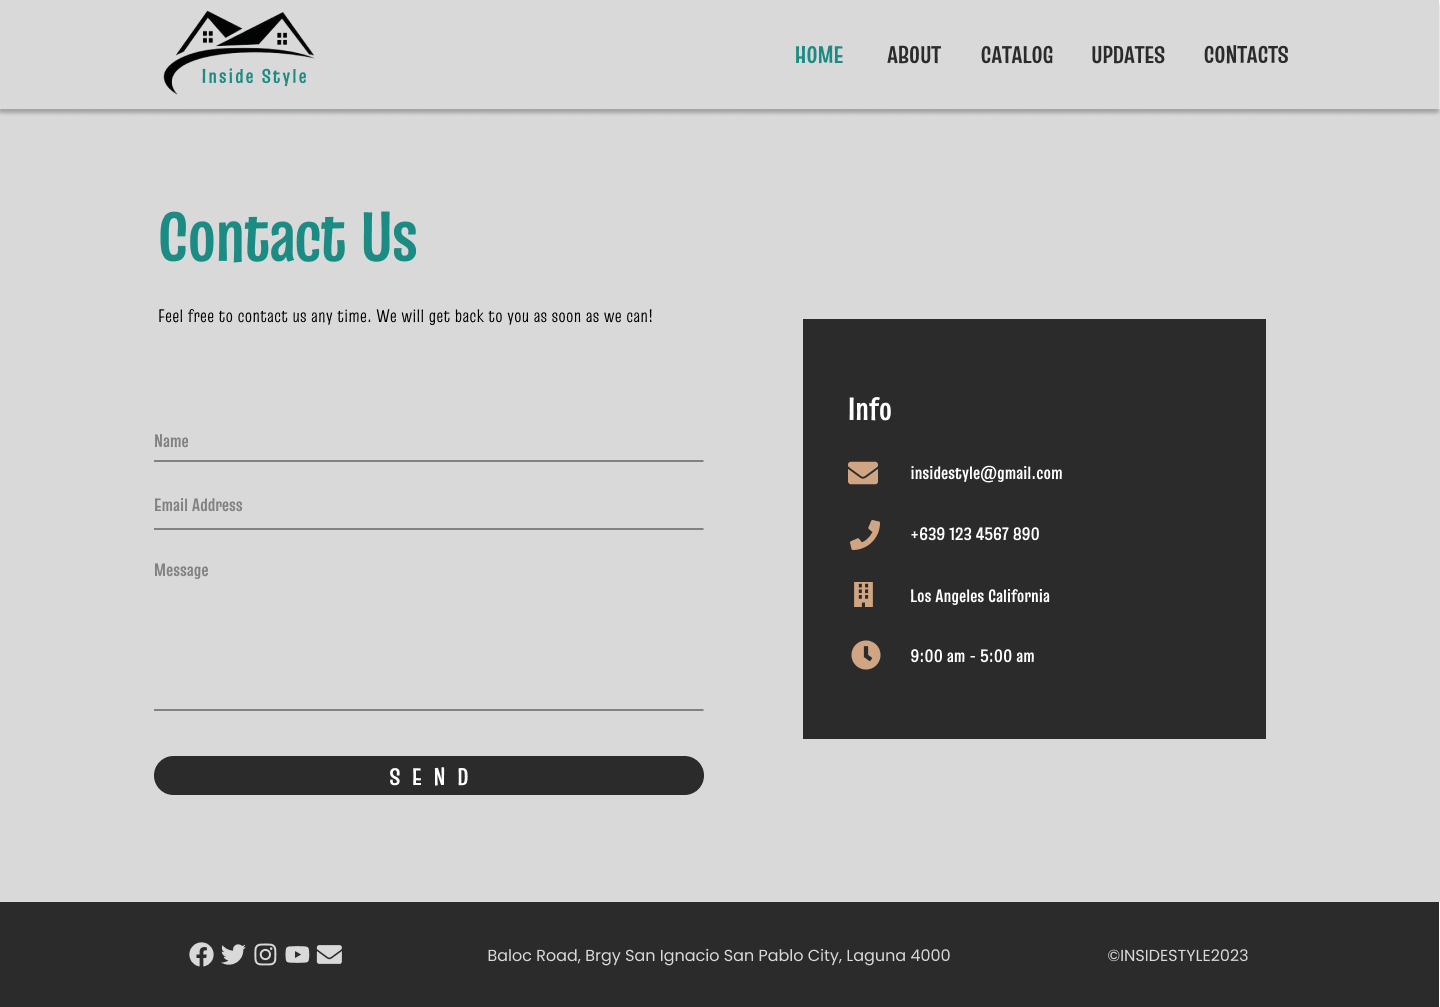 Inside Style
HOME ABOUT CATALOG UPDATES CONTACTS
Contact Us
Feel free to contact us any time. We will get back to you as soon as we can!
Name
Email Address
Message
SEND
Info
insidestyle@gmail.com
+639 123 4567 890
Los Angeles California
9:00 am - 5:00 am
Baloc Road, Brgy San Ignacio San Pablo City, Laguna 4000
©INSIDESTYLE2023